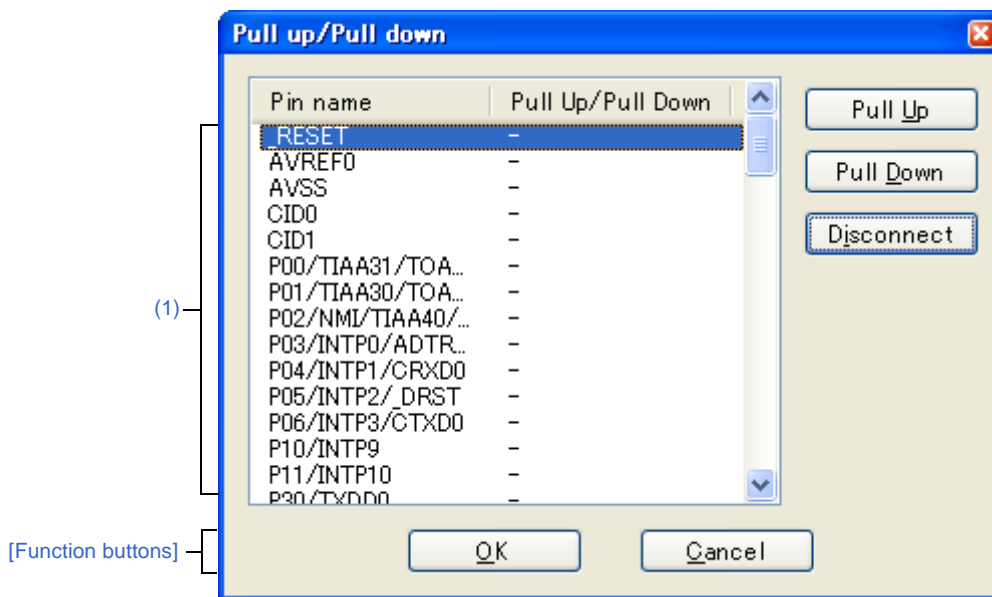 Pull up/Pull down
Pin name Pull Up/Pull Down
_RESET -
AVREF0 -
AVSS -
CID0 -
CID1 -
P00/TIAA31/TOA... -
P01/TIAA30/TOA... -
P02/NMI/TIAA40/... -
P03/INTP0/ADTR... -
P04/INTP1/CRXD0 -
P05/INTP2/_DRST -
P06/INTP3/CTXD0 -
P10/INTP9 -
P11/INTP10 -
P30/TXDD0 -
Pull Up
Pull Down
Disconnect
(1)
[Function buttons]
OK Cancel